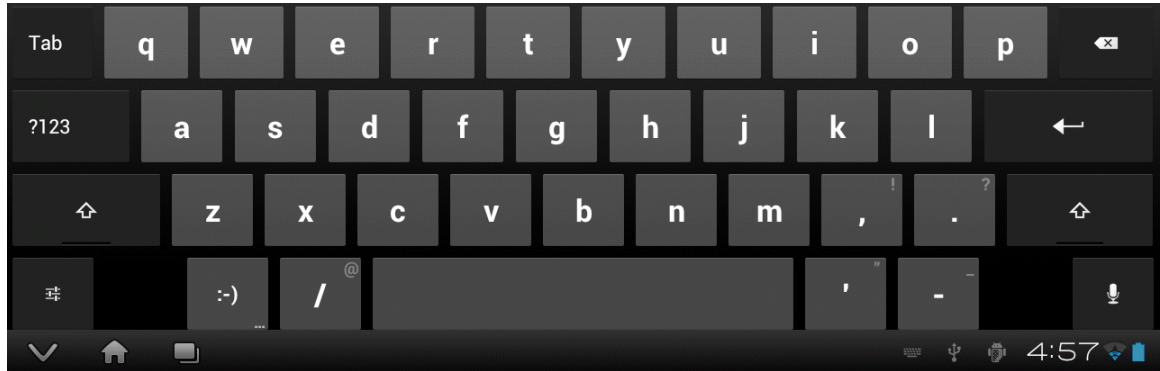 Tab q w e r t y u i o p
?123 a s d f g h j k l
z x c v b n m , ! . ?
:-) ... / @ ' " - _
4:57